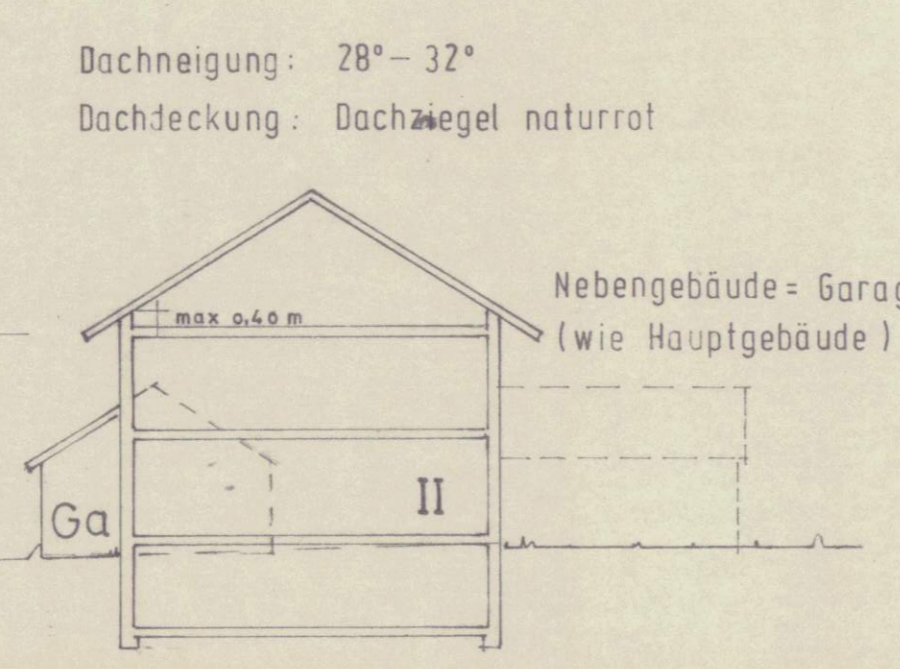 Dachneigung: 28°– 32°
Dachdeckung: Dachziegel naturrot
Nebengebäude = Garag
(wie Hauptgebäude)
max 0,40 m
Ga
II